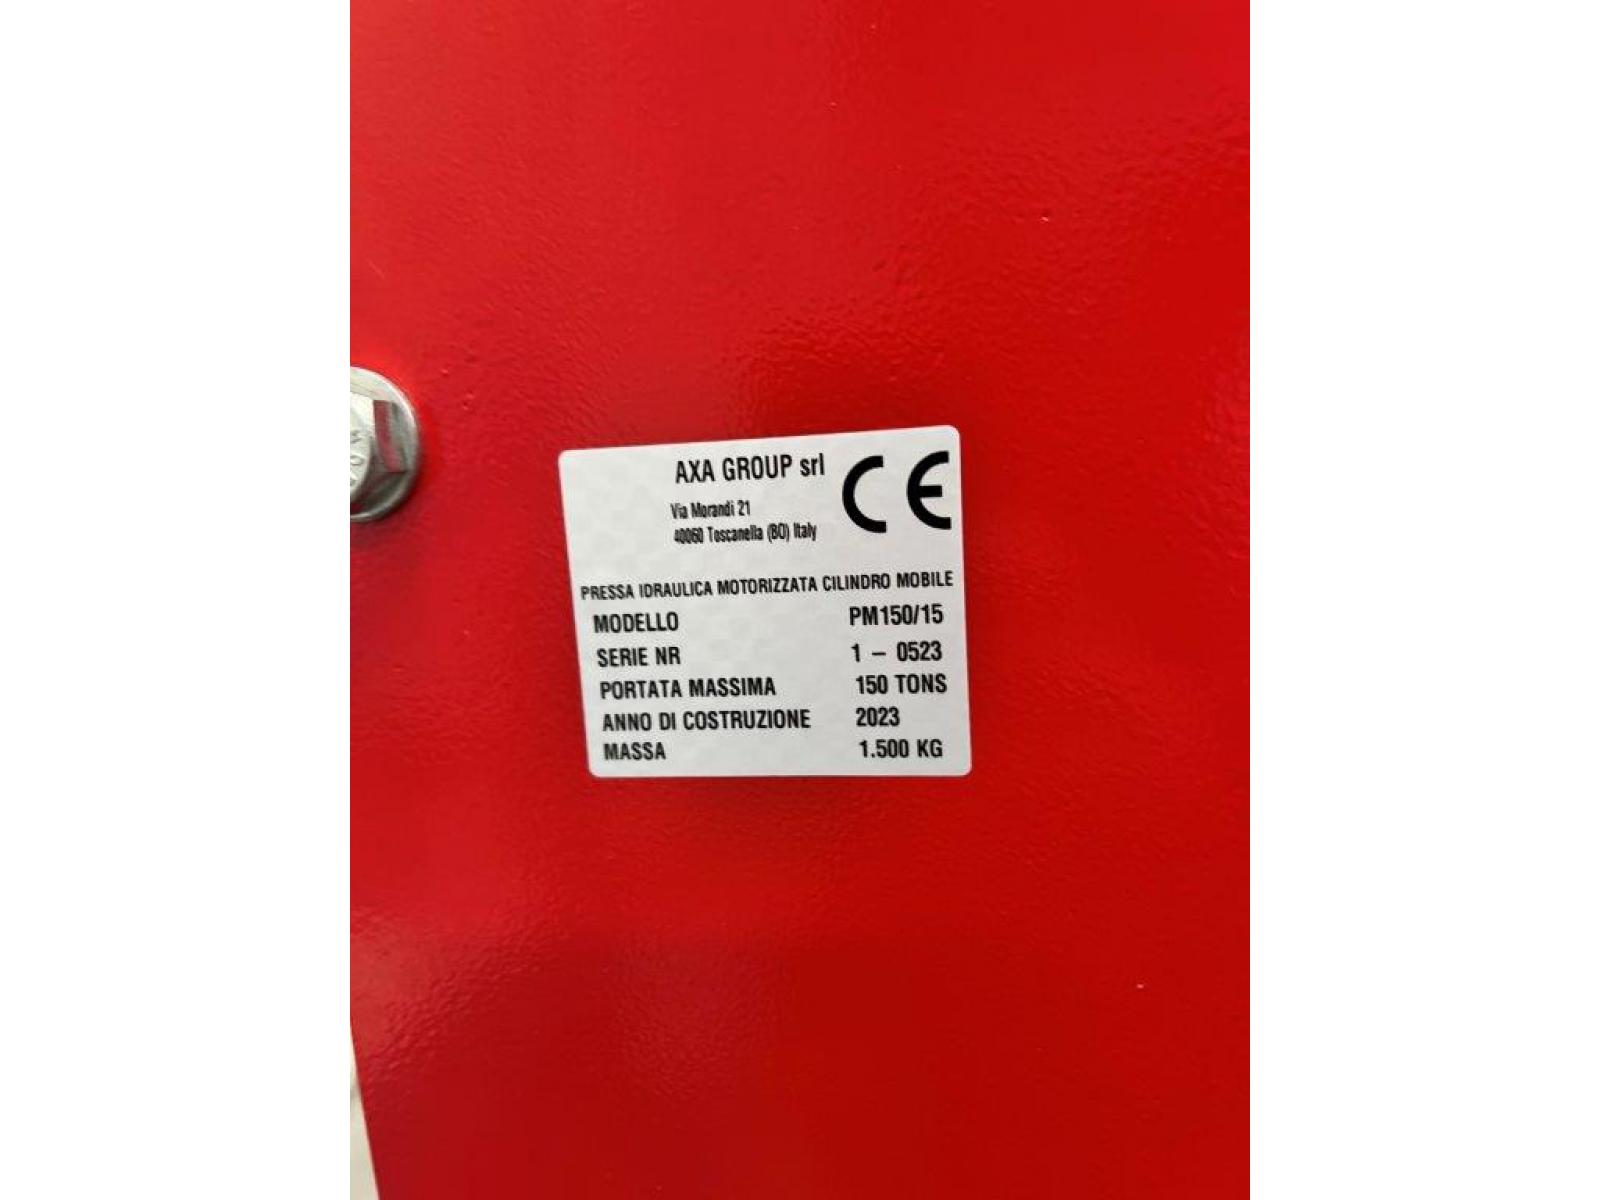 AXA GROUP srl
CE
Via Morandi 21
40060 Toscanella (BO) Italy
PRESSA IDRAULICA MOTORIZZATA CILINDRO MOBILE
MODELLO PM150/15
SERIE NR 1 – 0523
PORTATA MASSIMA 150 TONS
ANNO DI COSTRUZIONE 2023
MASSA 1.500 KG